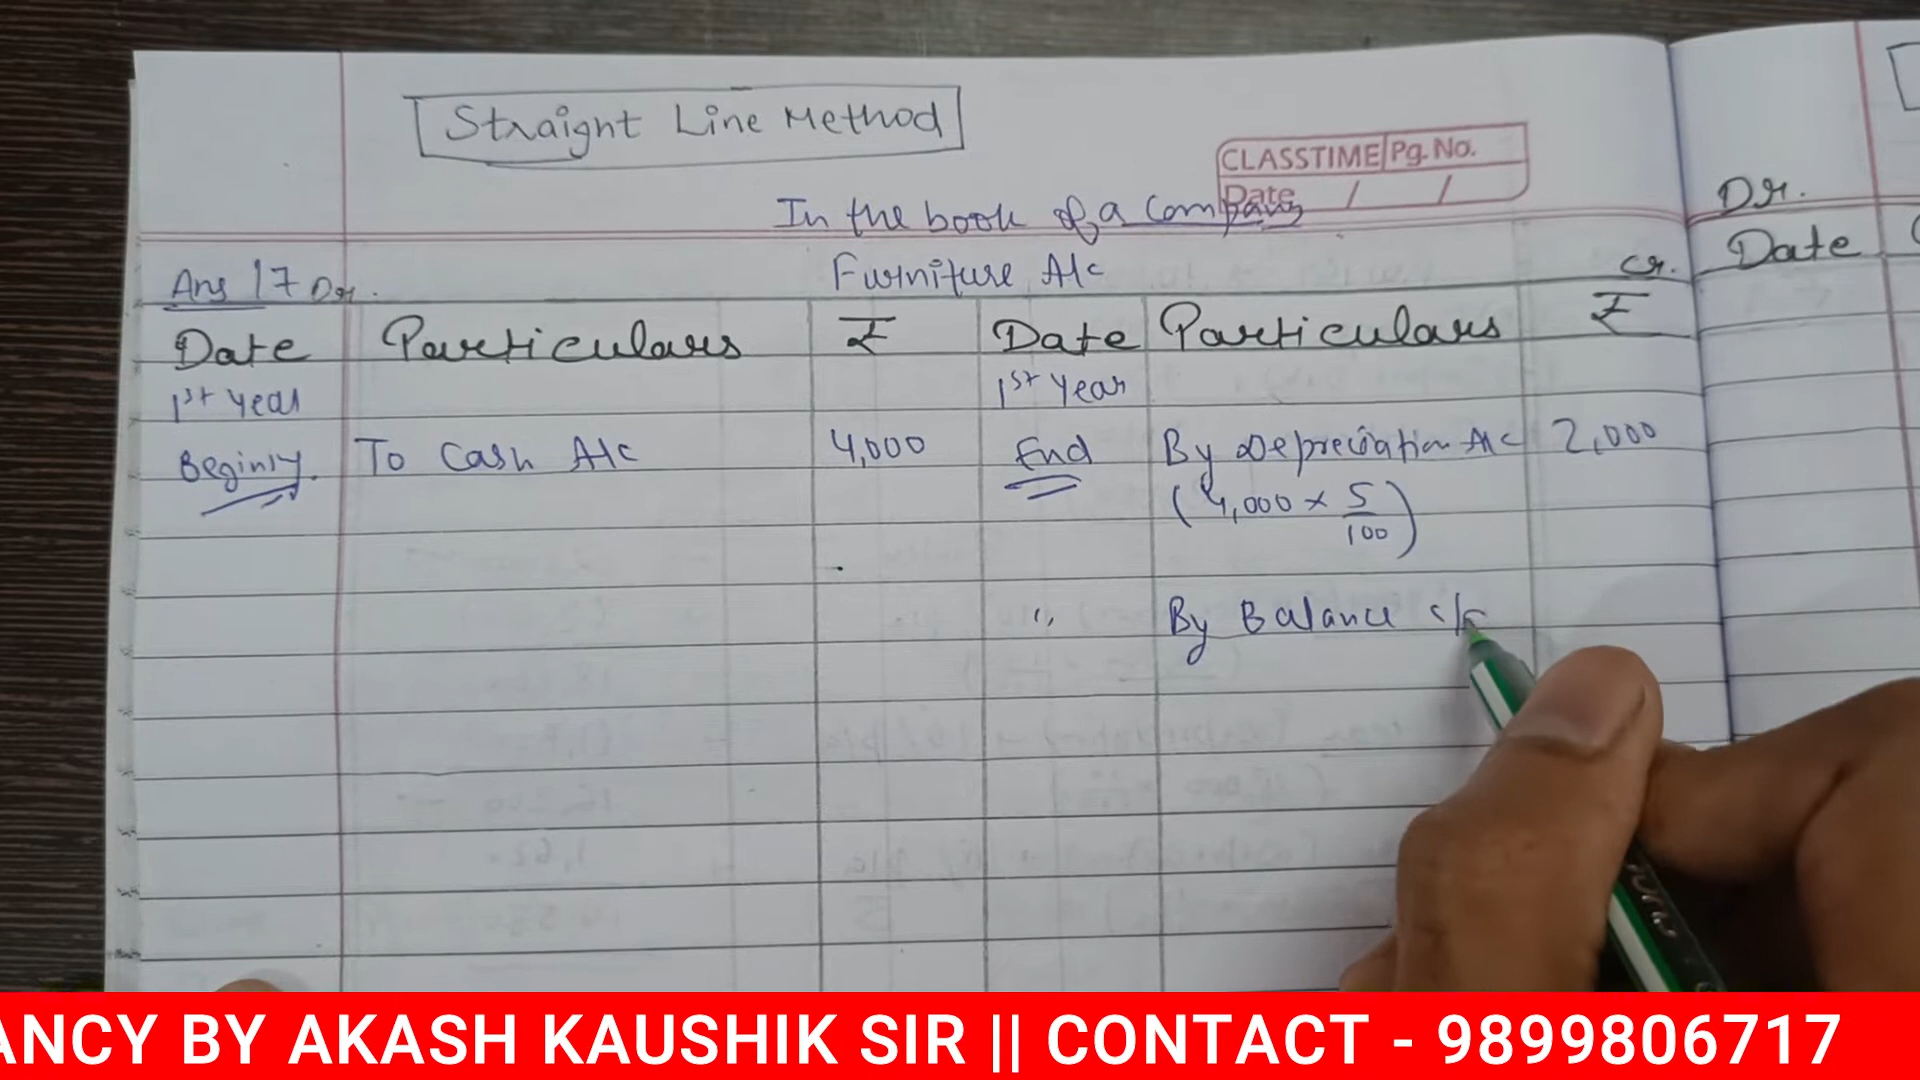 Straight Line Method
CLASSTIME Pg. No.
Date / /
In the book of a Company
Dr.
Ans 17 Dr. Furniture A/c Cr.
Date
Date Particulars ₹ Date Particulars ₹
1st Year 1st Year
Beginly. To Cash A/c 4,000 End By Depreciation A/c 2,000
(4,000 × 5/100)
,, By Balance c/
ANCY BY AKASH KAUSHIK SIR || CONTACT - 9899806717